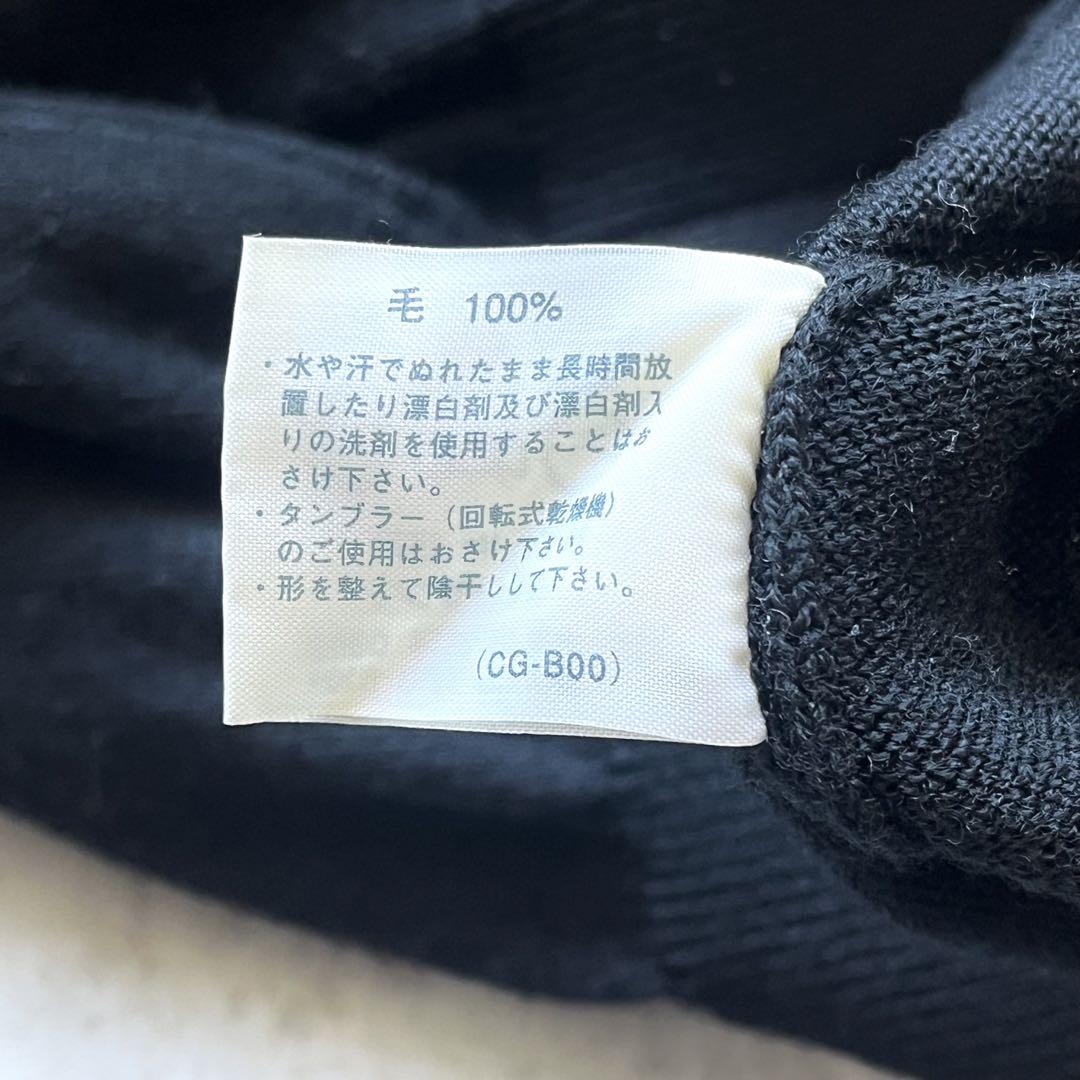 毛 100%
・水や汗でぬれたまま長時間放
置したり漂白剤及び漂白剤入
りの洗剤を使用することはお
さけ下さい。
・タンブラー(回転式乾燥機)
のご使用はおさけ下さい。
・形を整えて陰干しして下さい。
(CG-B00)